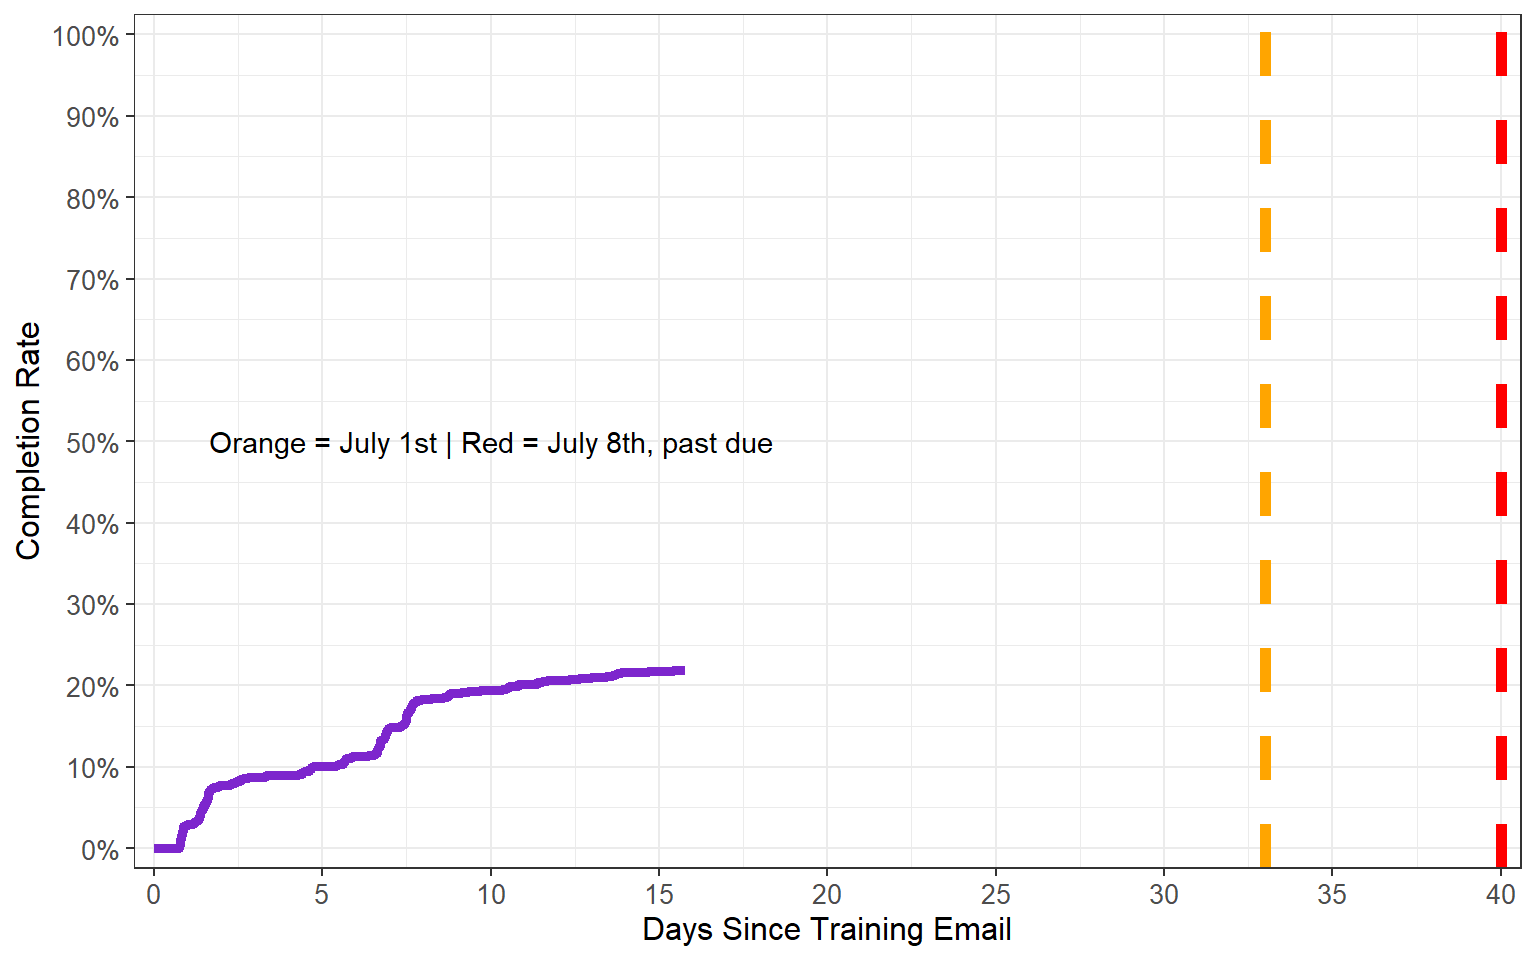 100%
90%
80%
70%
60%
50%
40%
30%
20%
10%
0%
Completion Rate
Orange = July 1st | Red = July 8th, past due
0 5 10 15 20 25 30 35 40
Days Since Training Email